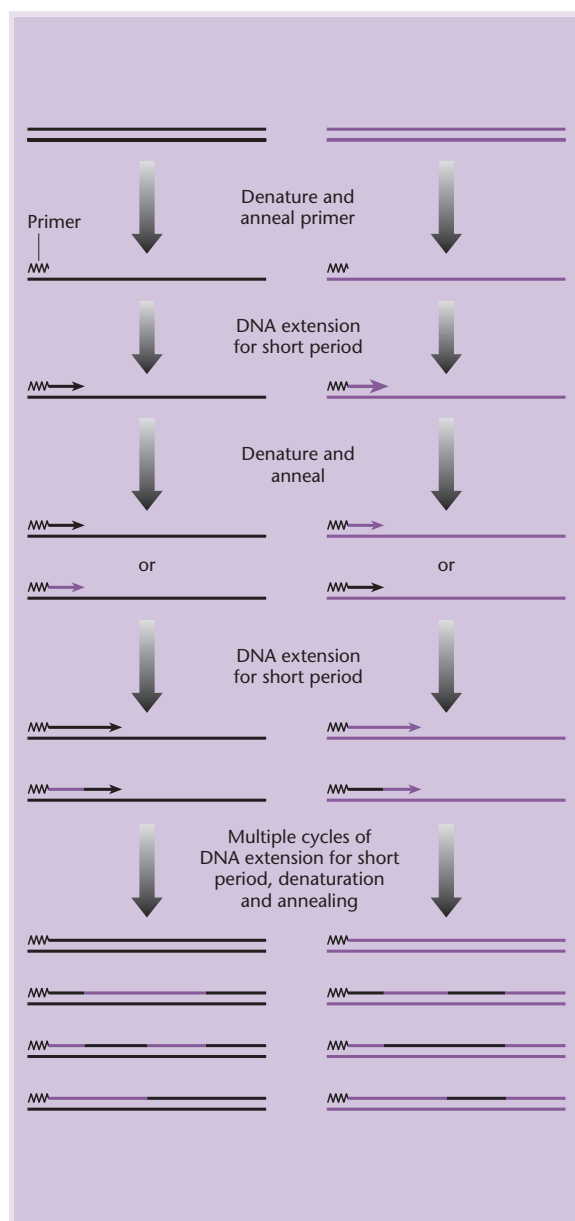 Denature and
anneal primer
Primer
DNA extension
for short period
Denature and
anneal
or
or
DNA extension
for short period
Multiple cycles of
DNA extension for short
period, denaturation
and annealing